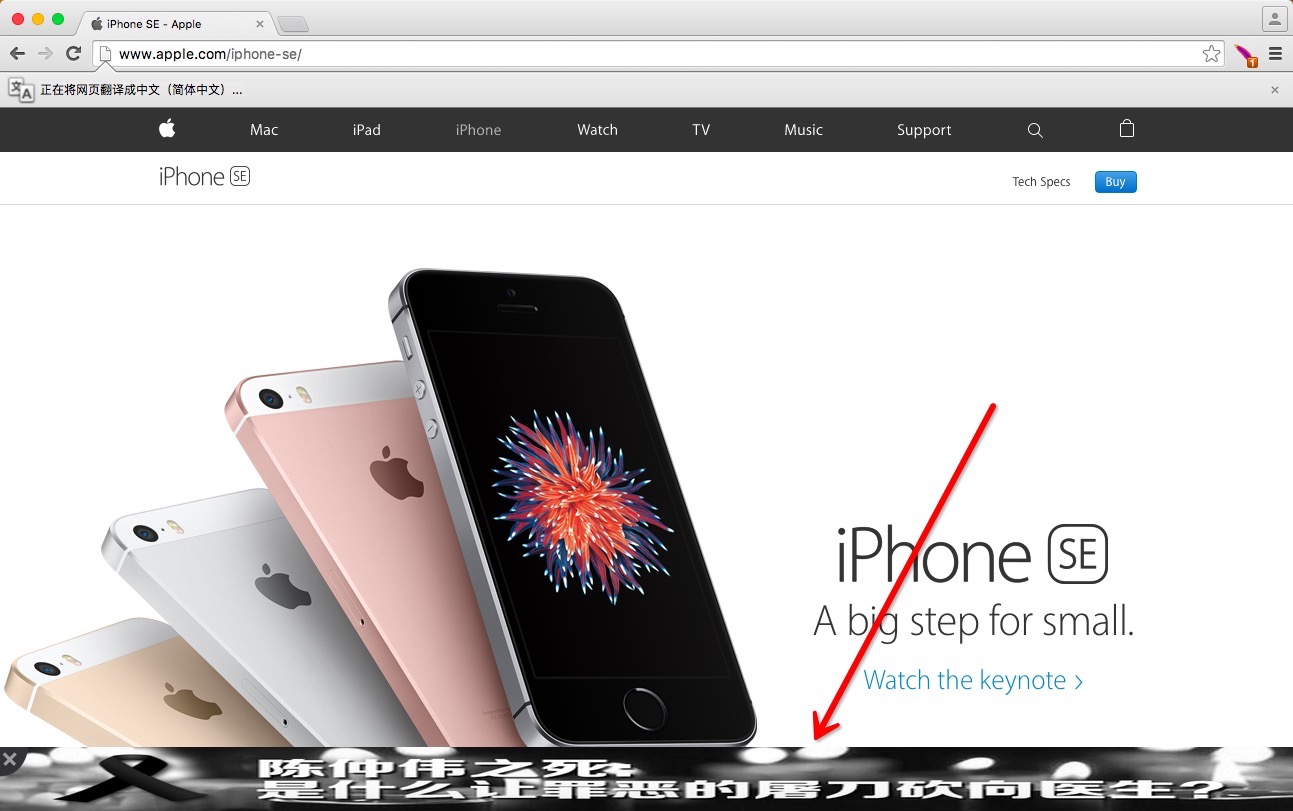 iPhone SE - Apple
www.apple.com/iphone-se/
1
正在将网页翻译成中文（简体中文）...
Mac iPad iPhone Watch TV Music Support
iPhone SE
Tech Specs Buy
iPhone SE
A big step for small.
Watch the keynote >
陈仲伟之死:
是什么让罪恶的屠刀砍向医生?